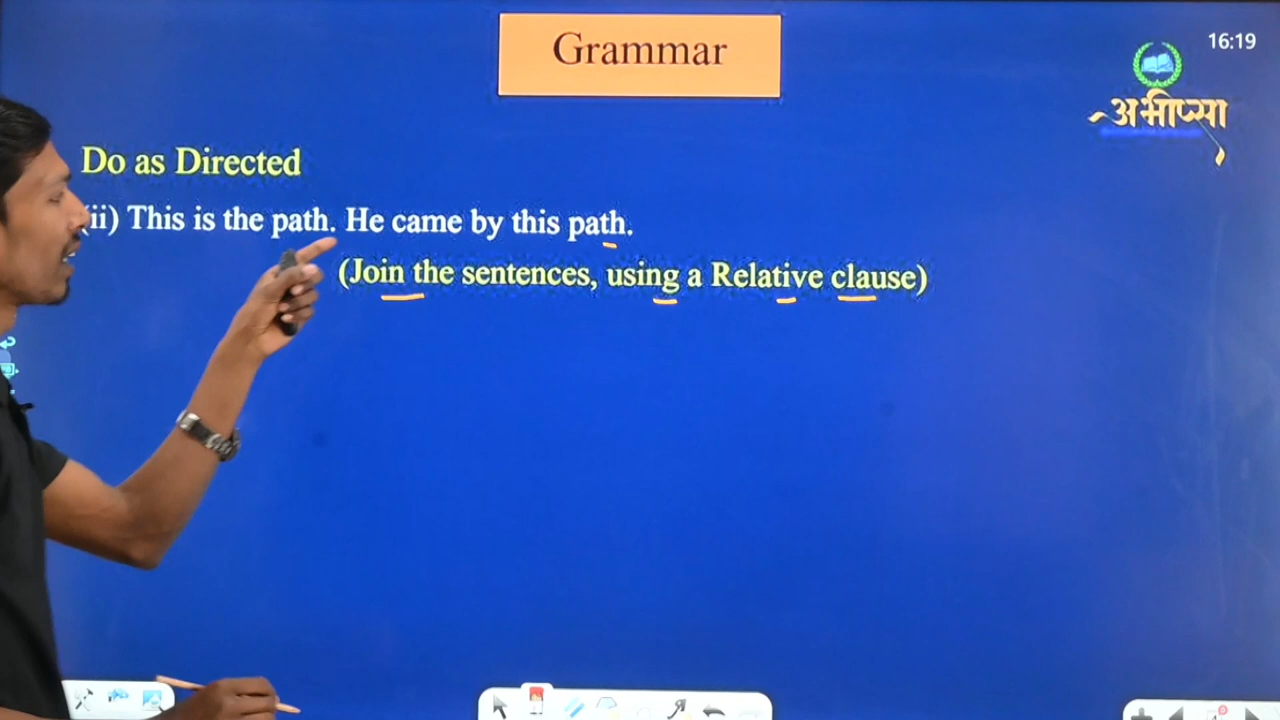 Grammar
16:19
अभीप्सा
Do as Directed
(ii) This is the path. He came by this path.
(Join the sentences, using a Relative clause)